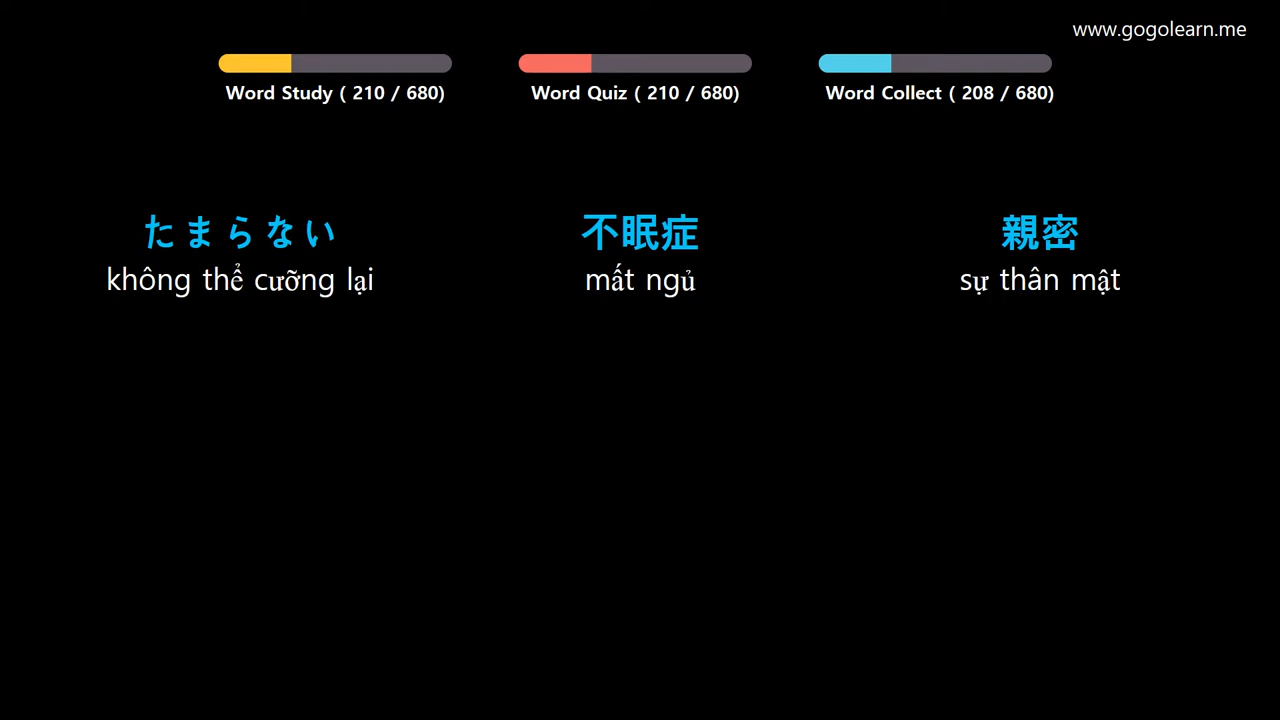 www.gogolearn.me
Word Study ( 210 / 680)
Word Quiz ( 210 / 680)
Word Collect ( 208 / 680)
たまらない
không thể cưỡng lại
不眠症
mất ngủ
親密
sự thân mật